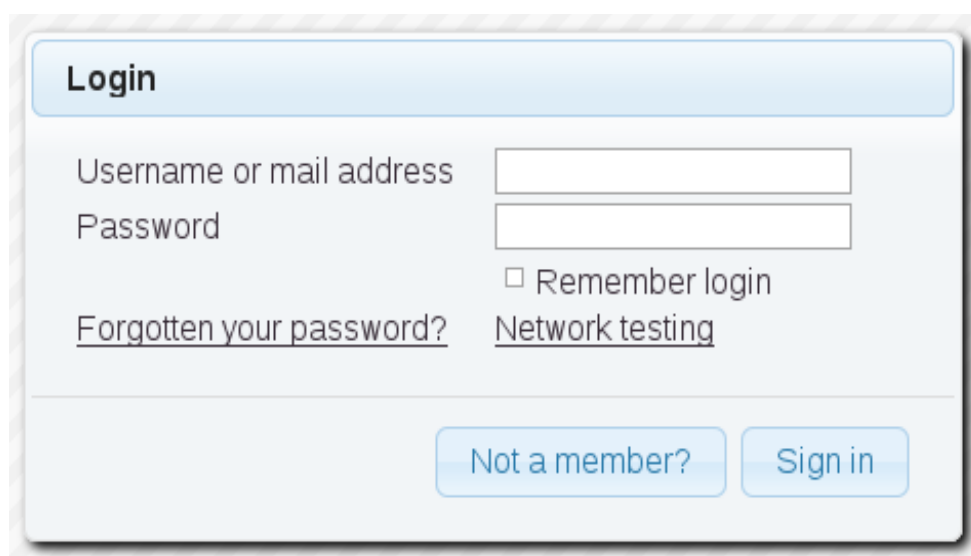 Login
Username or mail address
Password
Remember login
Forgotten your password? Network testing
Not a member? Sign in